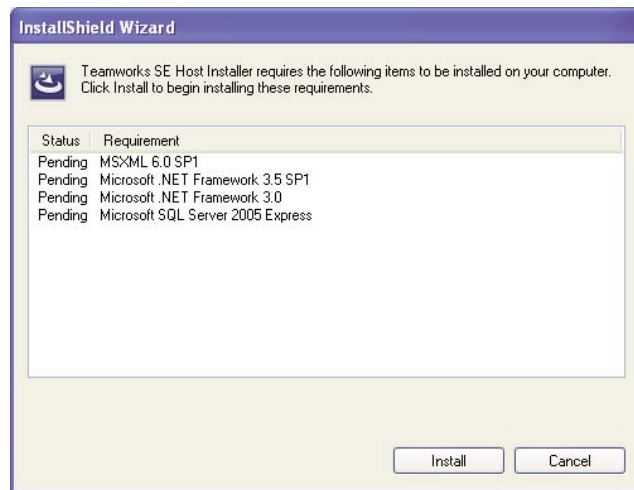 InstallShield Wizard
Teamworks SE Host Installer requires the following items to be installed on your computer.
Click Install to begin installing these requirements.
Status Requirement
Pending MSXML 6.0 SP1
Pending Microsoft .NET Framework 3.5 SP1
Pending Microsoft .NET Framework 3.0
Pending Microsoft SQL Server 2005 Express
Install Cancel